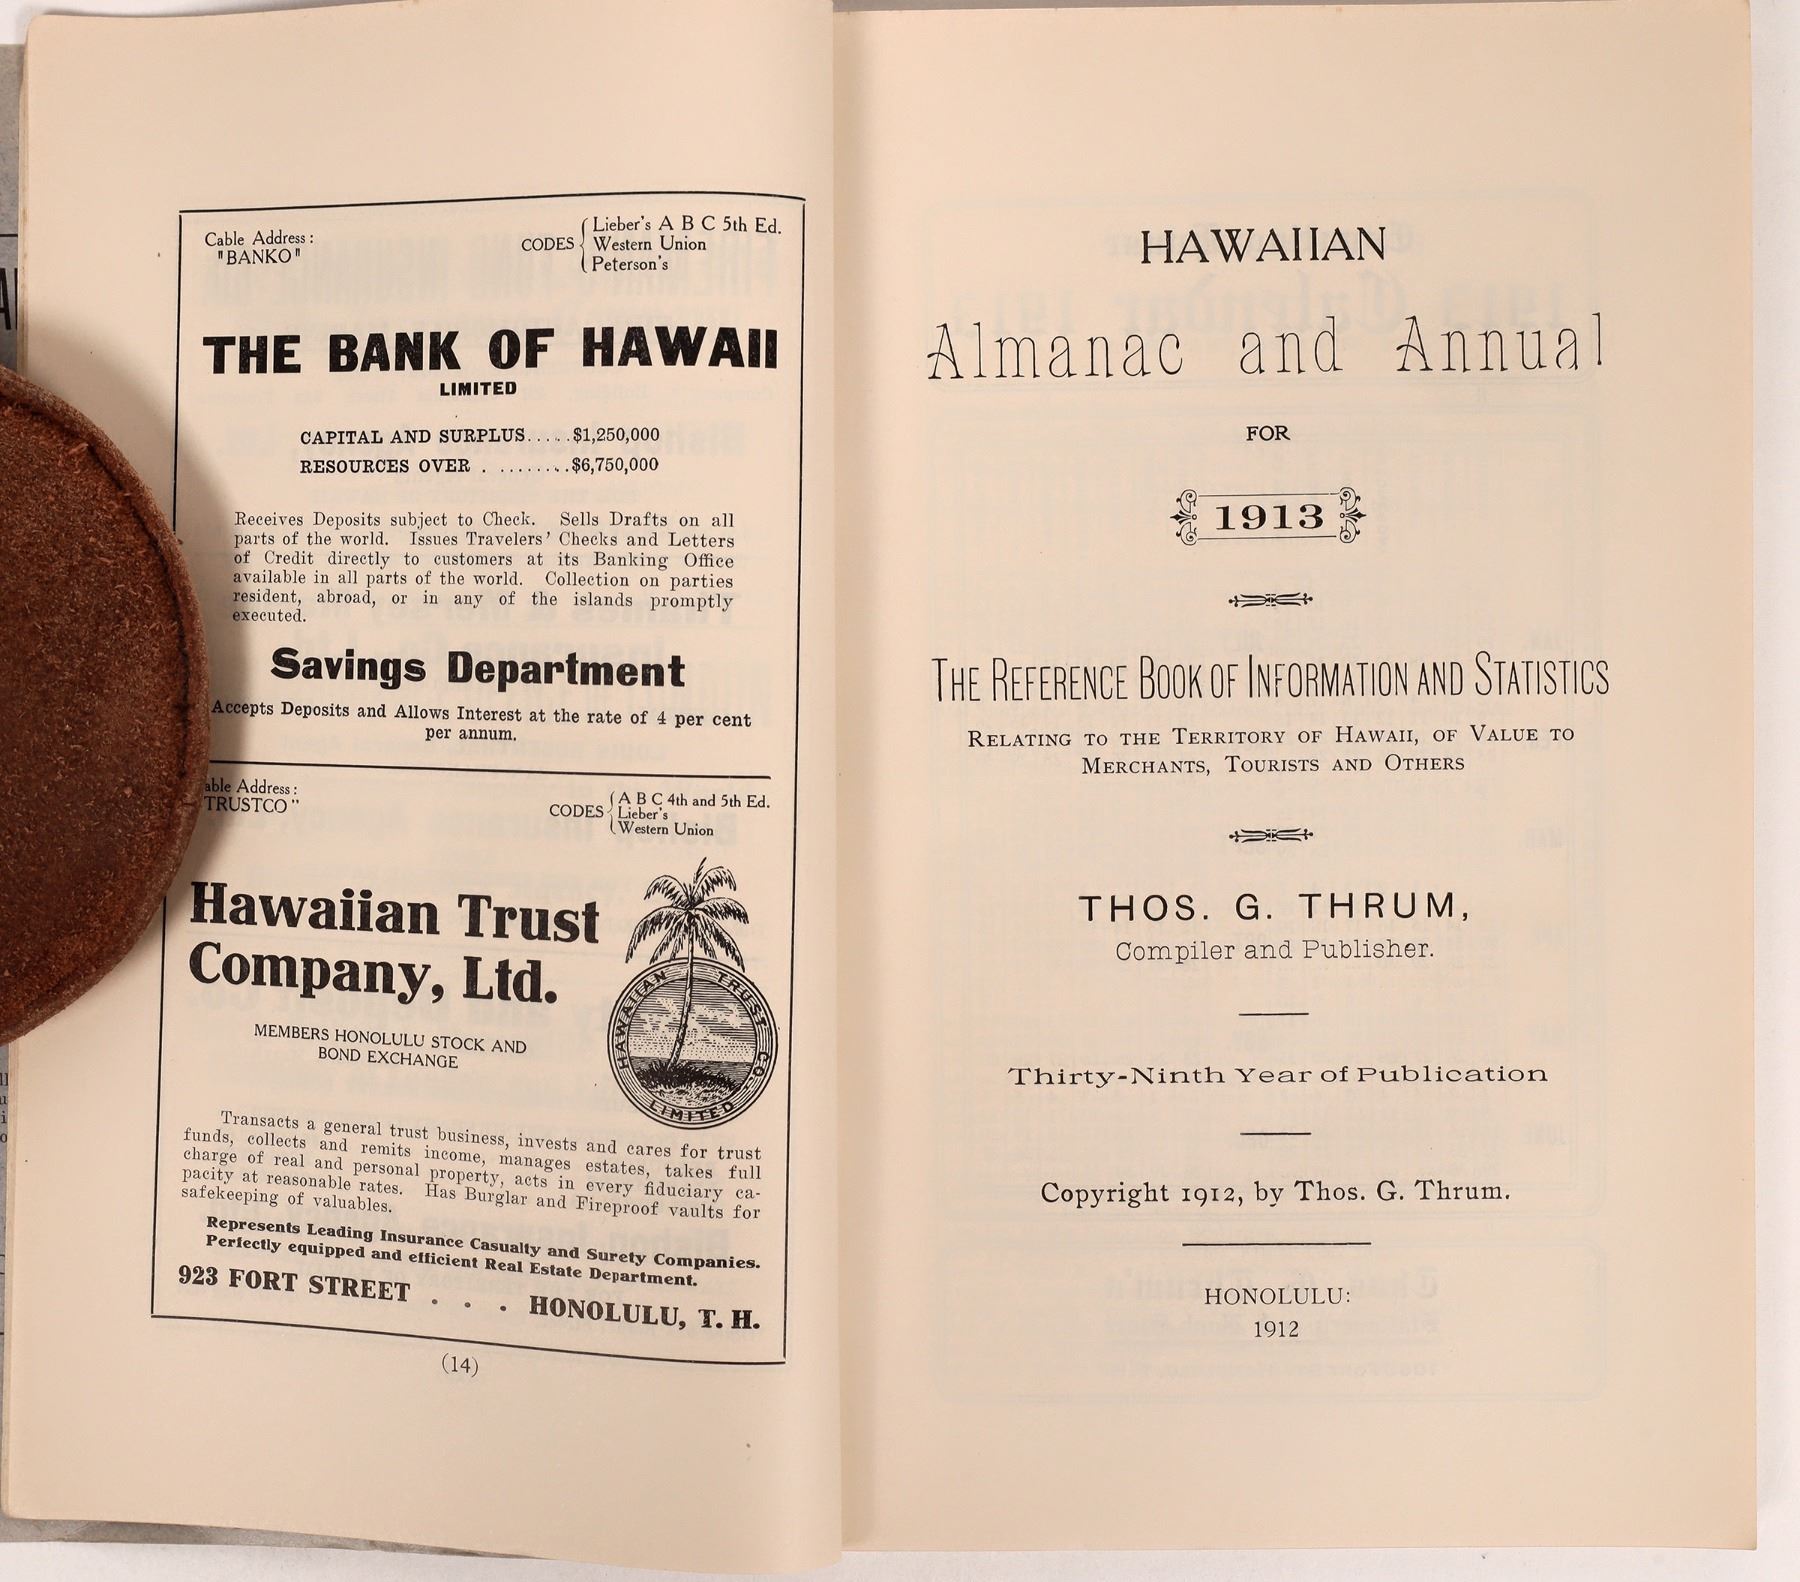 Cable Address:
"BANKO"
CODES
Lieber's A B C 5th Ed.
Western Union
Peterson's
THE BANK OF HAWAII
LIMITED
CAPITAL AND SURPLUS.....$1,250,000
RESOURCES OVER . .........$6,750,000
Receives Deposits subject to Check. Sells Drafts on all
parts of the world. Issues Travelers' Checks and Letters
of Credit directly to customers at its Banking Office
available in all parts of the world. Collection on parties
resident, abroad, or in any of the islands promptly
executed.
Savings Department
Accepts Deposits and Allows Interest at the rate of 4 per cent
per annum.
able Address:
TRUSTCO"
CODES
A B C 4th and 5th Ed.
Lieber's
Western Union
Hawaiian Trust
Company, Ltd.
HAWAIIAN TRUST CO.
LIMITED
MEMBERS HONOLULU STOCK AND
BOND EXCHANGE
Transacts a general trust business, invests and cares for trust
funds, collects and remits income, manages estates, takes full
charge of real and personal property, acts in every fiduciary ca-
pacity at reasonable rates. Has Burglar and Fireproof vaults for
safekeeping of valuables.
Represents Leading Insurance Casualty and Surety Companies.
Perfectly equipped and efficient Real Estate Department.
923 FORT STREET . . . HONOLULU, T. H.
(14)
HAWAIIAN
Almanac and Annual
FOR
1913
THE REFERENCE BOOK OF INFORMATION AND STATISTICS
RELATING TO THE TERRITORY OF HAWAII, OF VALUE TO
MERCHANTS, TOURISTS AND OTHERS
THOS. G. THRUM,
Compiler and Publisher.
Thirty-Ninth Year of Publication
Copyright 1912, by Thos. G. Thrum.
HONOLULU:
1912